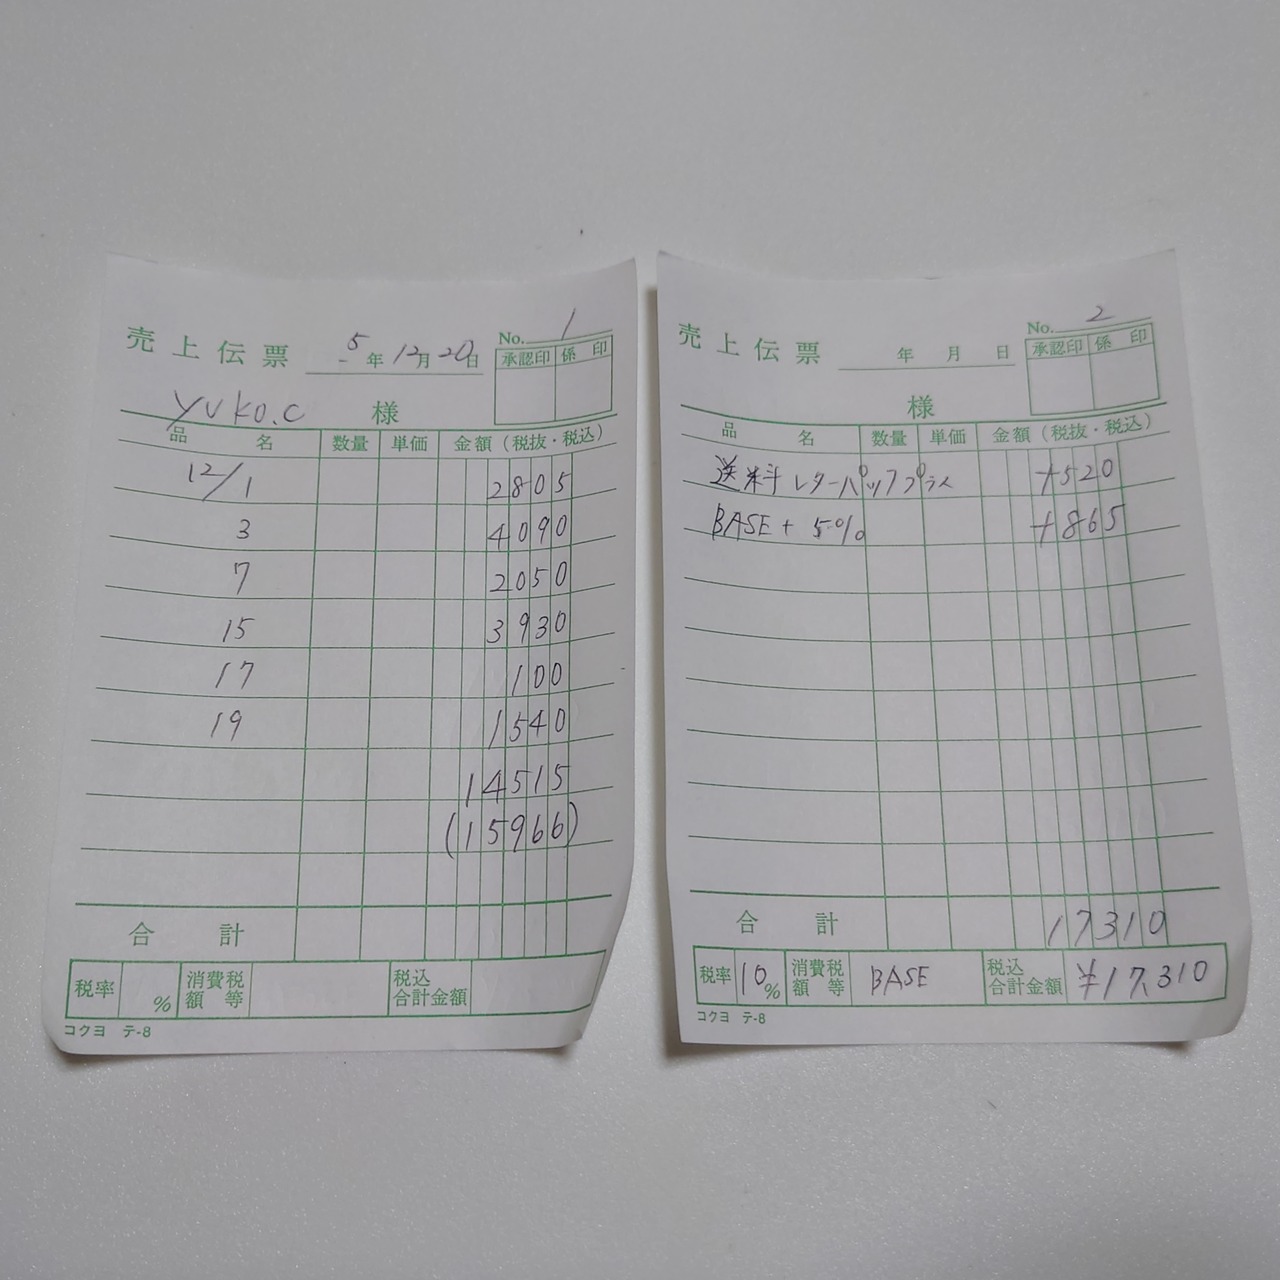 売上伝票 5年12月20日 No. 1
承認印 係印
YUKO.C 様
品名 数量 単価 金額（税抜・税込）
12/1 2805
3 4090
7 2050
15 3930
17 100
19 1540
14515
(15966)
合計
税率 % 消費税額等 税込合計金額
コクヨ テ-8
売上伝票 年 月 日 No. 2
承認印 係印
様
品名 数量 単価 金額（税抜・税込）
送料 レターパックプラス +520
BASE + 5% +865
合計 17310
税率 10% 消費税額等 BASE 税込合計金額 ¥17,310
コクヨ テ-8